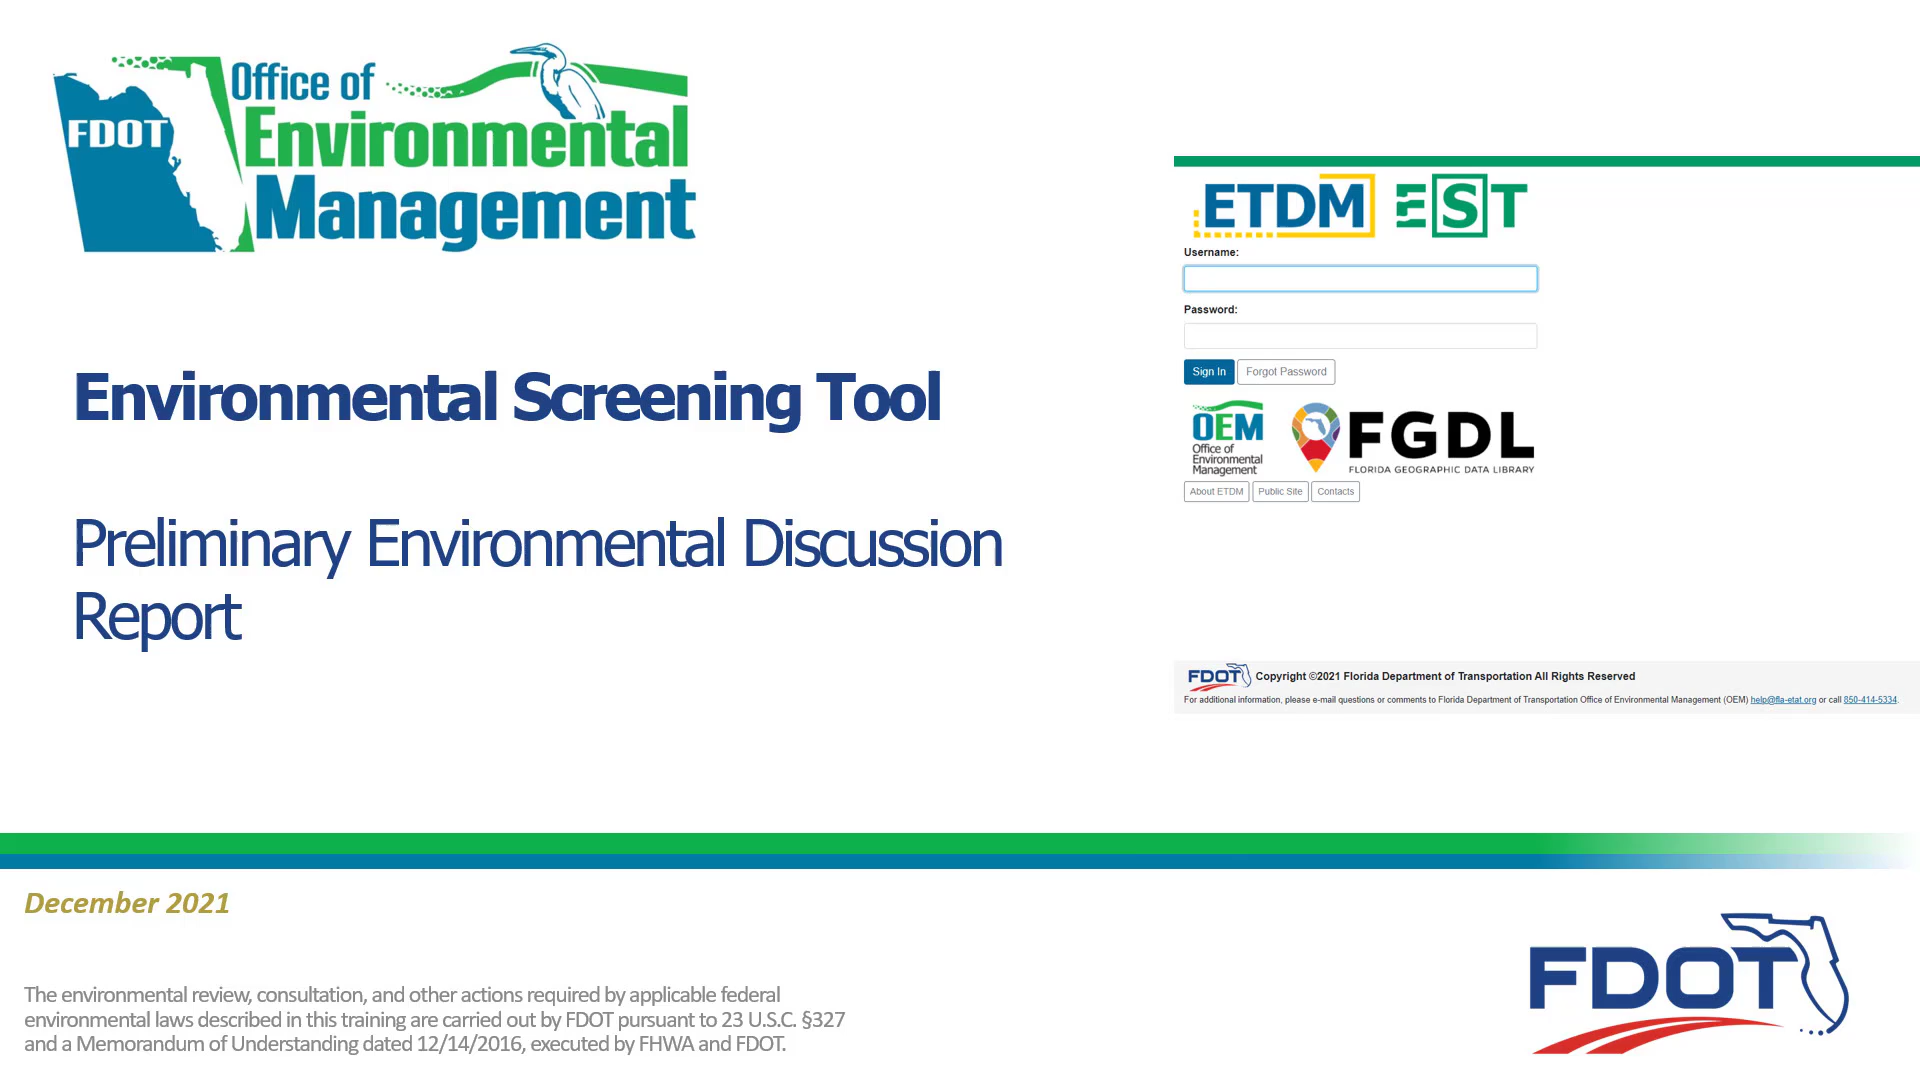 FDOT
Office of
Environmental
Management
Environmental Screening Tool
Preliminary Environmental Discussion
Report
ETDM EST
Username:
Password:
Sign In Forgot Password
OEM
Office of
Environmental
Management
FGDL
FLORIDA GEOGRAPHIC DATA LIBRARY
About ETDM Public Site Contacts
FDOT Copyright ©2021 Florida Department of Transportation All Rights Reserved
For additional information, please e-mail questions or comments to Florida Department of Transportation Office of Environmental Management (OEM) help@fla-etat.org or call 850-414-5334.
December 2021
The environmental review, consultation, and other actions required by applicable federal
environmental laws described in this training are carried out by FDOT pursuant to 23 U.S.C. §327
and a Memorandum of Understanding dated 12/14/2016, executed by FHWA and FDOT.
FDOT